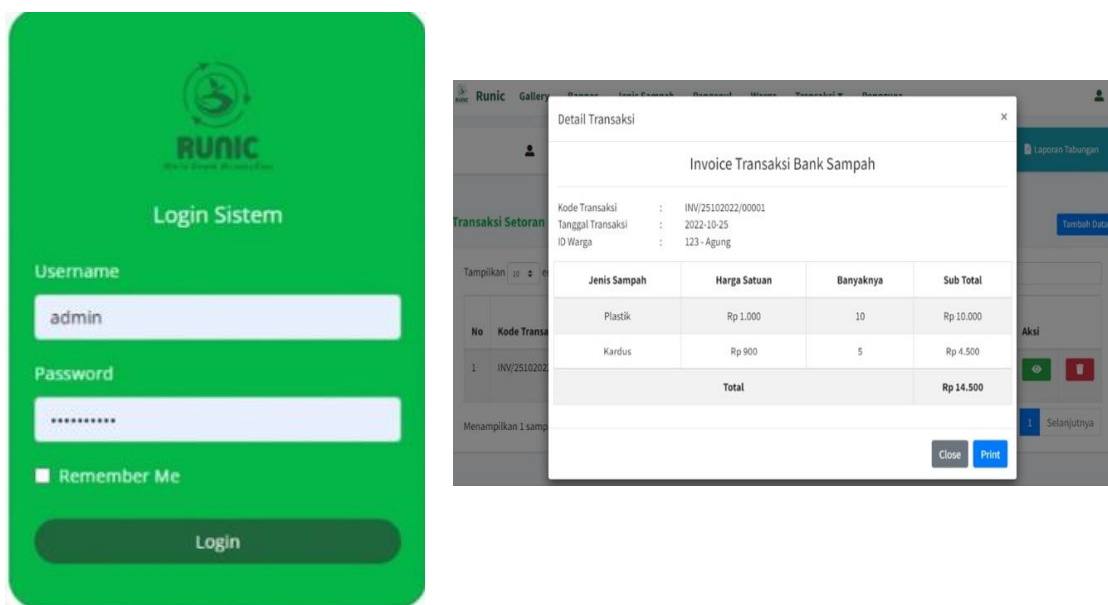 RUNIC
Login Sistem
Username
admin
Password
Remember Me
Login
Runic Gallery
Laporan Tabungan
Transaksi Setoran
Tambah Data
Tampilkan 10
No Kode Transa Aksi
1 INV/2510202
Menampilkan 1 samp 1 Selanjutnya
Detail Transaksi x
Invoice Transaksi Bank Sampah
Kode Transaksi : INV/25102022/00001
Tanggal Transaksi : 2022-10-25
ID Warga : 123 - Agung
Jenis Sampah Harga Satuan Banyaknya Sub Total
Plastik Rp 1.000 10 Rp 10.000
Kardus Rp 900 5 Rp 4.500
Total Rp 14.500
Close Print